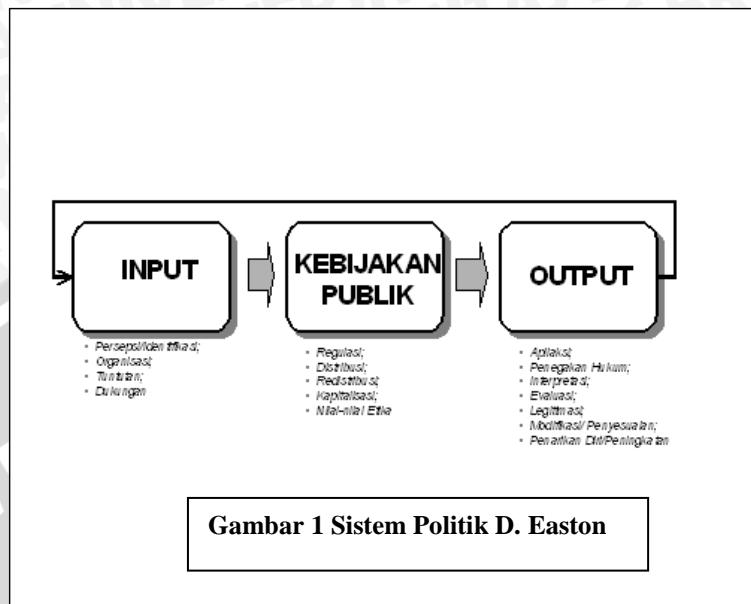 INPUT
• Persepsi/Identifikasi;
• Organisasi;
• Tuntutan;
• Dukungan
KEBIJAKAN
PUBLIK
• Regulasi;
• Distribusi;
• Redistribusi;
• Kapitalisasi;
• Nilai-nilai Etika
OUTPUT
• Apliaksi;
• Penegakan Hukum;
• Interpretasi;
• Evaluasi;
• Legitimasi;
• Modifikasi/ Penyesuaian;
• Penarikan Diri/Peningkatan
Gambar 1 Sistem Politik D. Easton